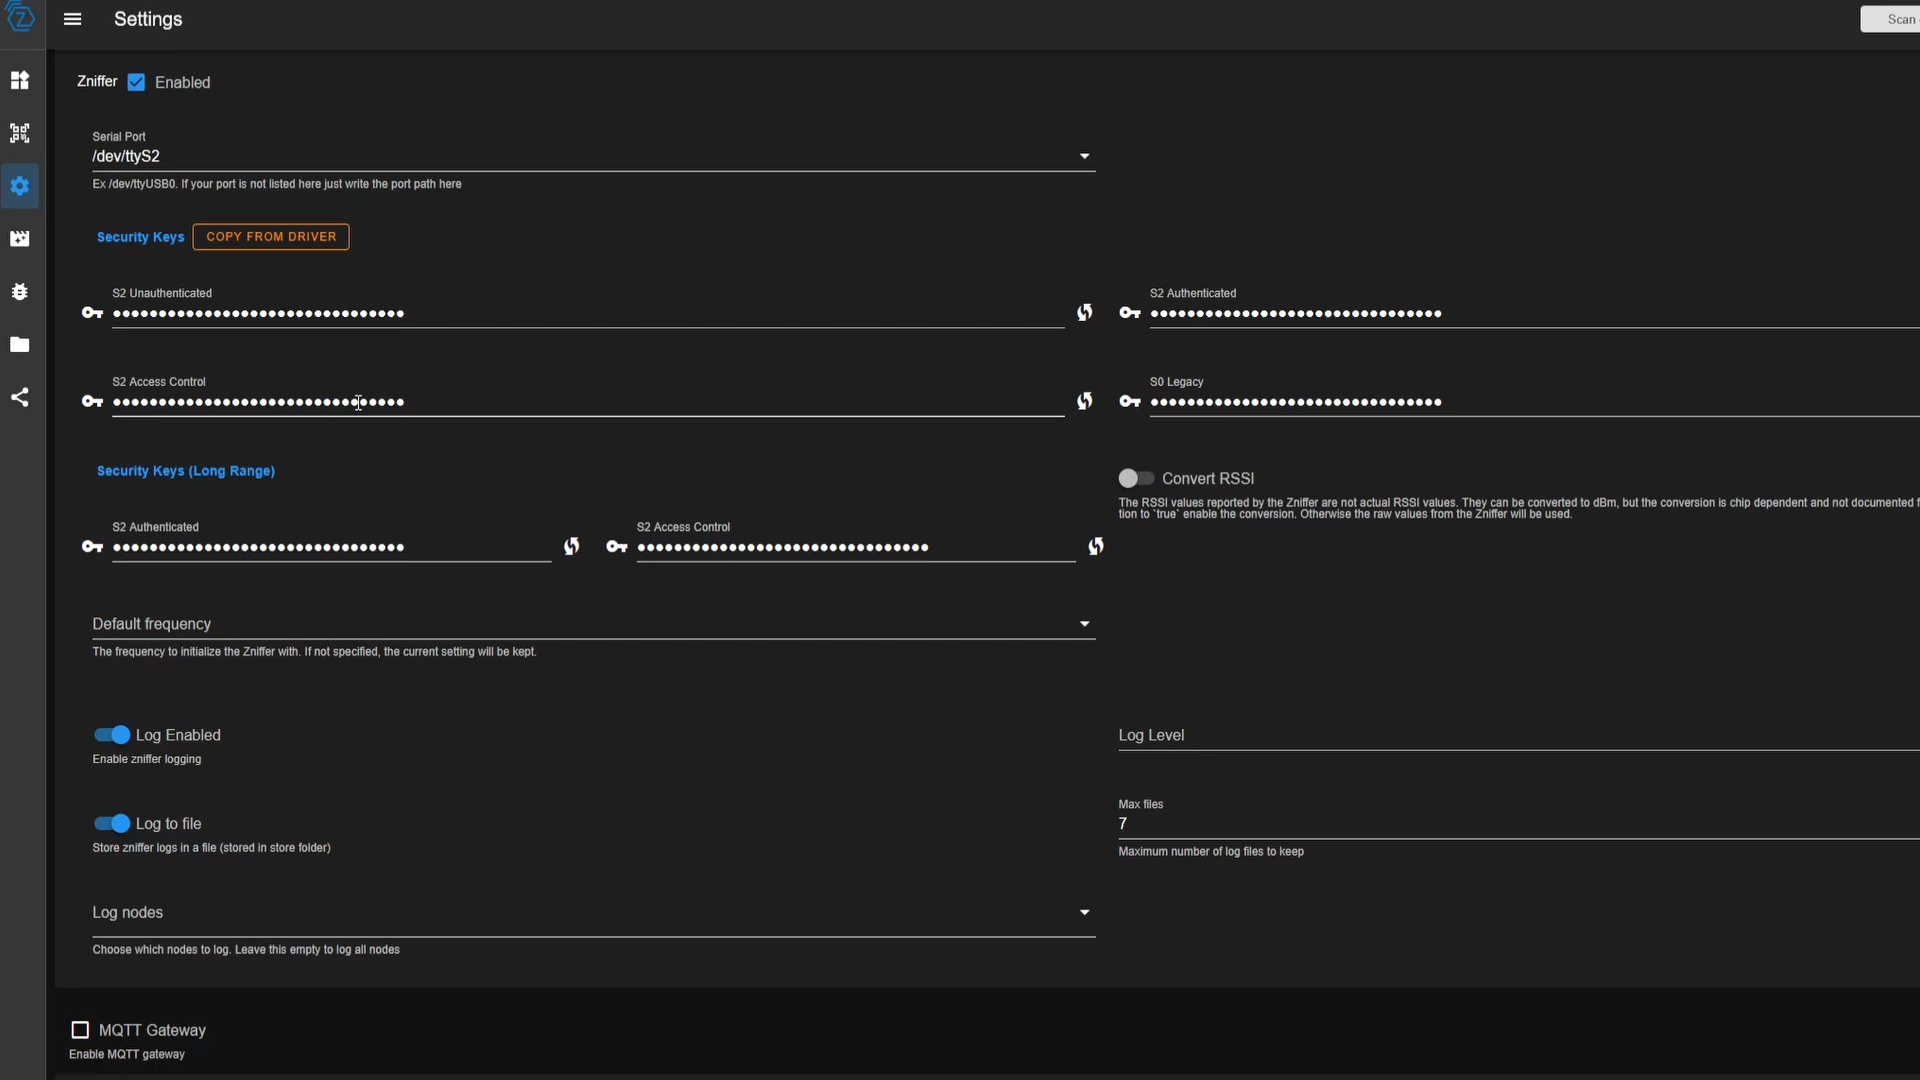 Settings
Scan
Zniffer Enabled
Serial Port
/dev/ttyS2
Ex /dev/ttyUSB0. If your port is not listed here just write the port path here
Security Keys COPY FROM DRIVER
S2 Unauthenticated
••••••••••••••••••••••••••••••••
S2 Authenticated
••••••••••••••••••••••••••••••••
S2 Access Control
••••••••••••••••••••••••••••••••
S0 Legacy
••••••••••••••••••••••••••••••••
Security Keys (Long Range)
Convert RSSI
The RSSI values reported by the Zniffer are not actual RSSI values. They can be converted to dBm, but the conversion is chip dependent and not documented
tion to `true` enable the conversion. Otherwise the raw values from the Zniffer will be used.
S2 Authenticated
••••••••••••••••••••••••••••••••
S2 Access Control
••••••••••••••••••••••••••••••••
Default frequency
The frequency to initialize the Zniffer with. If not specified, the current setting will be kept.
Log Enabled
Enable zniffer logging
Log Level
Log to file
Store zniffer logs in a file (stored in store folder)
Max files
7
Maximum number of log files to keep
Log nodes
Choose which nodes to log. Leave this empty to log all nodes
MQTT Gateway
Enable MQTT gateway